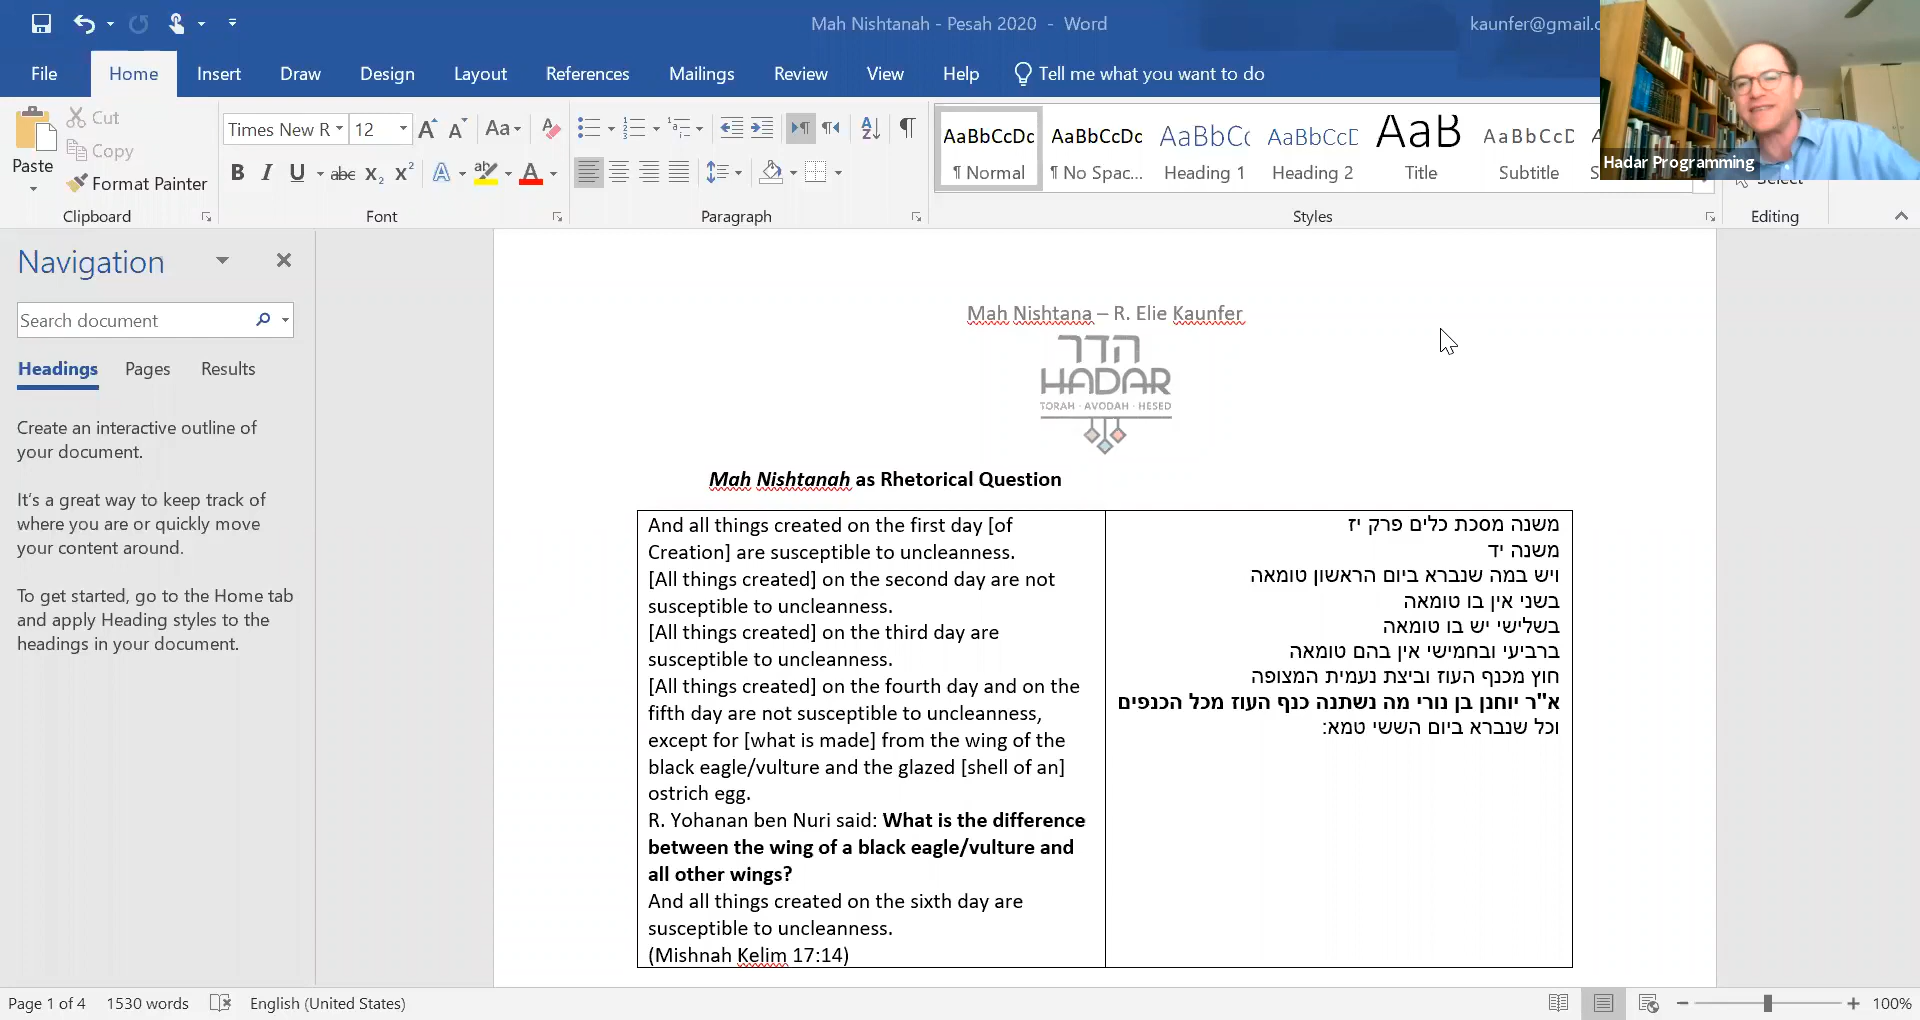 Mah Nishtanah - Pesah 2020 - Word
kaunfer@gmail.c
File Home Insert Draw Design Layout References Mailings Review View Help Tell me what you want to do
Cut
Copy
Paste
Format Painter
Clipboard
Times New R 12
Font
Paragraph
AaBbCcDc AaBbCcDc AaBbCc AaBbCcE AaB AaBbCcD
¶ Normal ¶ No Spac... Heading 1 Heading 2 Title Subtitle
Styles
Select
Editing
Hadar Programming
Navigation
Search document
Headings Pages Results
Create an interactive outline of
your document.
It's a great way to keep track of
where you are or quickly move
your content around.
To get started, go to the Home tab
and apply Heading styles to the
headings in your document.
Mah Nishtana – R. Elie Kaunfer
הדר
HADAR
TORAH · AVODAH · HESED
Mah Nishtanah as Rhetorical Question
And all things created on the first day [of
Creation] are susceptible to uncleanness.
[All things created] on the second day are not
susceptible to uncleanness.
[All things created] on the third day are
susceptible to uncleanness.
[All things created] on the fourth day and on the
fifth day are not susceptible to uncleanness,
except for [what is made] from the wing of the
black eagle/vulture and the glazed [shell of an]
ostrich egg.
R. Yohanan ben Nuri said: What is the difference
between the wing of a black eagle/vulture and
all other wings?
And all things created on the sixth day are
susceptible to uncleanness.
(Mishnah Kelim 17:14)
משנה מסכת כלים פרק יז
משנה יד
ויש במה שנברא ביום הראשון טומאה
בשני אין בו טומאה
בשלישי יש בו טומאה
ברביעי ובחמישי אין בהם טומאה
חוץ מכנף העוז וביצת נעמית המצופה
א"ר יוחנן בן נורי מה נשתנה כנף העוז מכל הכנפים
וכל שנברא ביום הששי טמא:
Page 1 of 4 1530 words English (United States) 100%